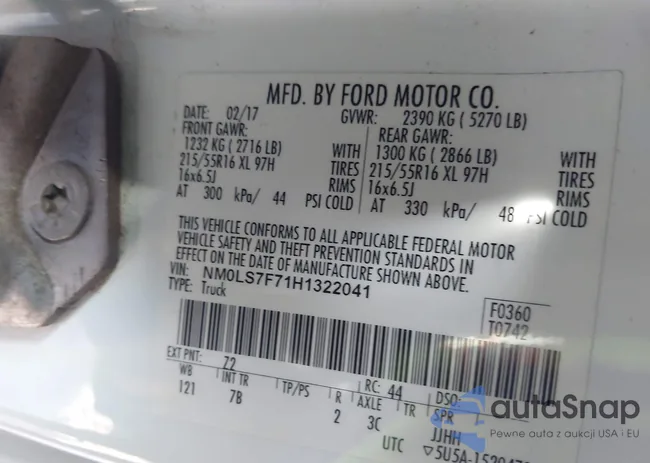 MFD. BY FORD MOTOR CO.
DATE: 02/17 GVWR: 2390 KG ( 5270 LB)
FRONT GAWR: REAR GAWR:
1232 KG ( 2716 LB) WITH 1300 KG ( 2866 LB) WITH
215/55R16 XL 97H TIRES 215/55R16 XL 97H TIRES
16x6.5J RIMS 16x6.5J RIMS
AT 300 kPa/ 44 PSI COLD AT 330 kPa/ 48 PSI COLD
THIS VEHICLE CONFORMS TO ALL APPLICABLE FEDERAL MOTOR
VEHICLE SAFETY AND THEFT PREVENTION STANDARDS IN
EFFECT ON THE DATE OF MANUFACTURE SHOWN ABOVE.
VIN: NM0LS7F71H1322041
TYPE: Truck
F0360
T0742
EXT PNT: Z2 RC: 44 DSO:
WB INT TR TP/PS R AXLE TR SPR
121 7B 2 3C JJHH
UTC
autoSnap
Pewne auta z aukcji USA i EU